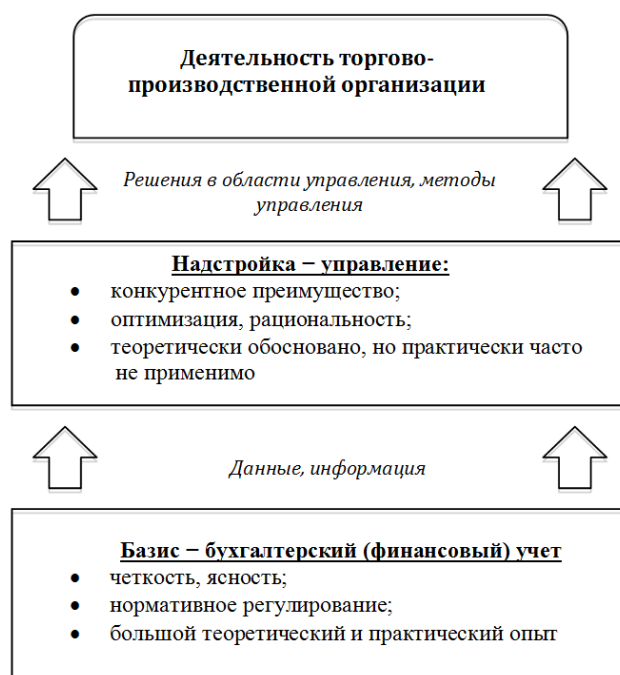 Деятельность торгово-
производственной организации
Решения в области управления, методы
управления
Надстройка – управление:
• конкурентное преимущество;
• оптимизация, рациональность;
• теоретически обосновано, но практически часто
не применимо
Данные, информация
Базис – бухгалтерский (финансовый) учет
• четкость, ясность;
• нормативное регулирование;
• большой теоретический и практический опыт